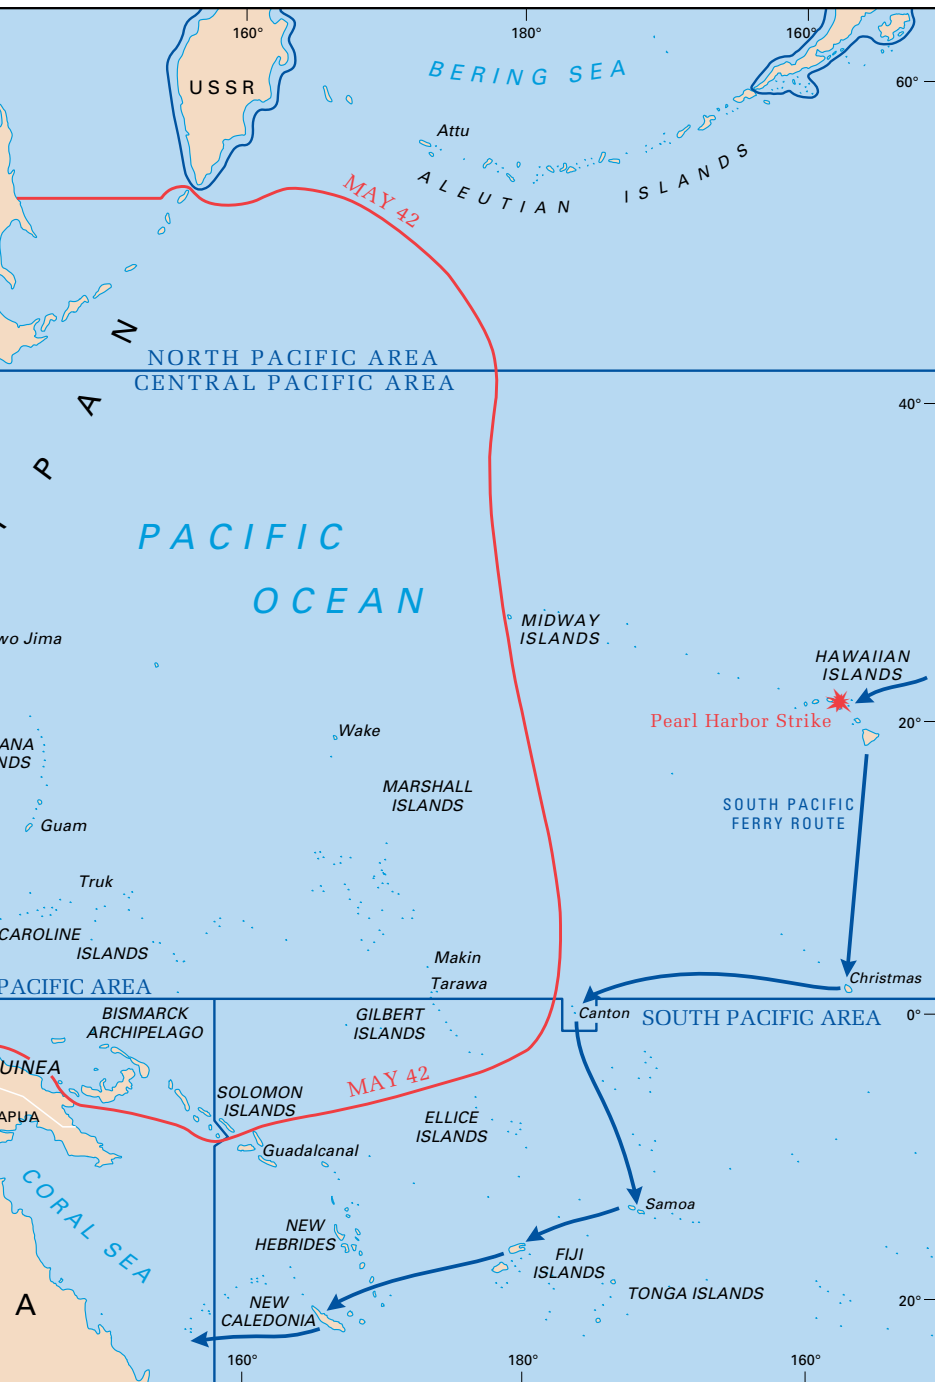 160°
180°
160°
USSR
BERING SEA
60°
Attu
ALEUTIAN ISLANDS
MAY 42
NORTH PACIFIC AREA
CENTRAL PACIFIC AREA
P A N
40°
PACIFIC
OCEAN
MIDWAY
ISLANDS
wo Jima
HAWAIIAN
ISLANDS
Pearl Harbor Strike
20°
Wake
ANA
NDS
MARSHALL
ISLANDS
SOUTH PACIFIC
FERRY ROUTE
Guam
Truk
CAROLINE
ISLANDS
Makin
Tarawa
Christmas
PACIFIC AREA
BISMARCK
ARCHIPELAGO
GILBERT
ISLANDS
Canton
SOUTH PACIFIC AREA
0°
UINEA
MAY 42
SOLOMON
ISLANDS
APUA
ELLICE
ISLANDS
Guadalcanal
CORAL SEA
Samoa
NEW
HEBRIDES
FIJI
ISLANDS
TONGA ISLANDS
20°
A
NEW
CALEDONIA
160°
180°
160°